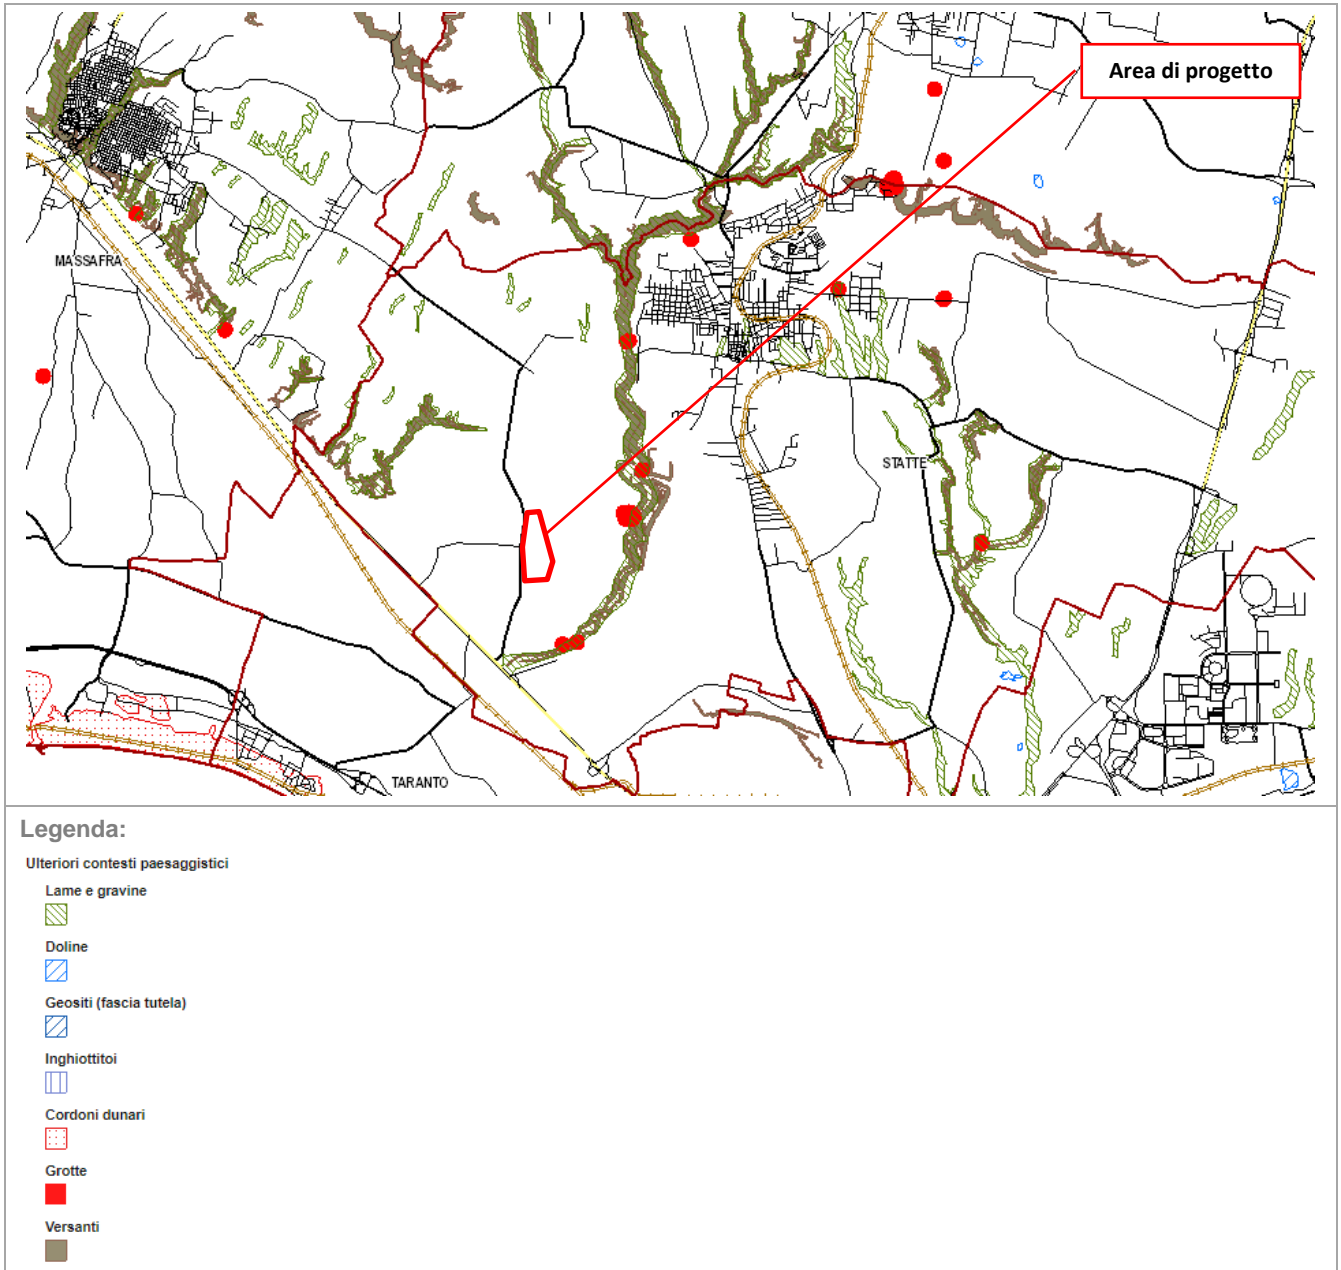 Area di progetto
MASSAFRA
STATTE
TARANTO
Legenda:
Ulteriori contesti paesaggistici
Lame e gravine
Doline
Geositi (fascia tutela)
Inghiottitoi
Cordoni dunari
Grotte
Versanti